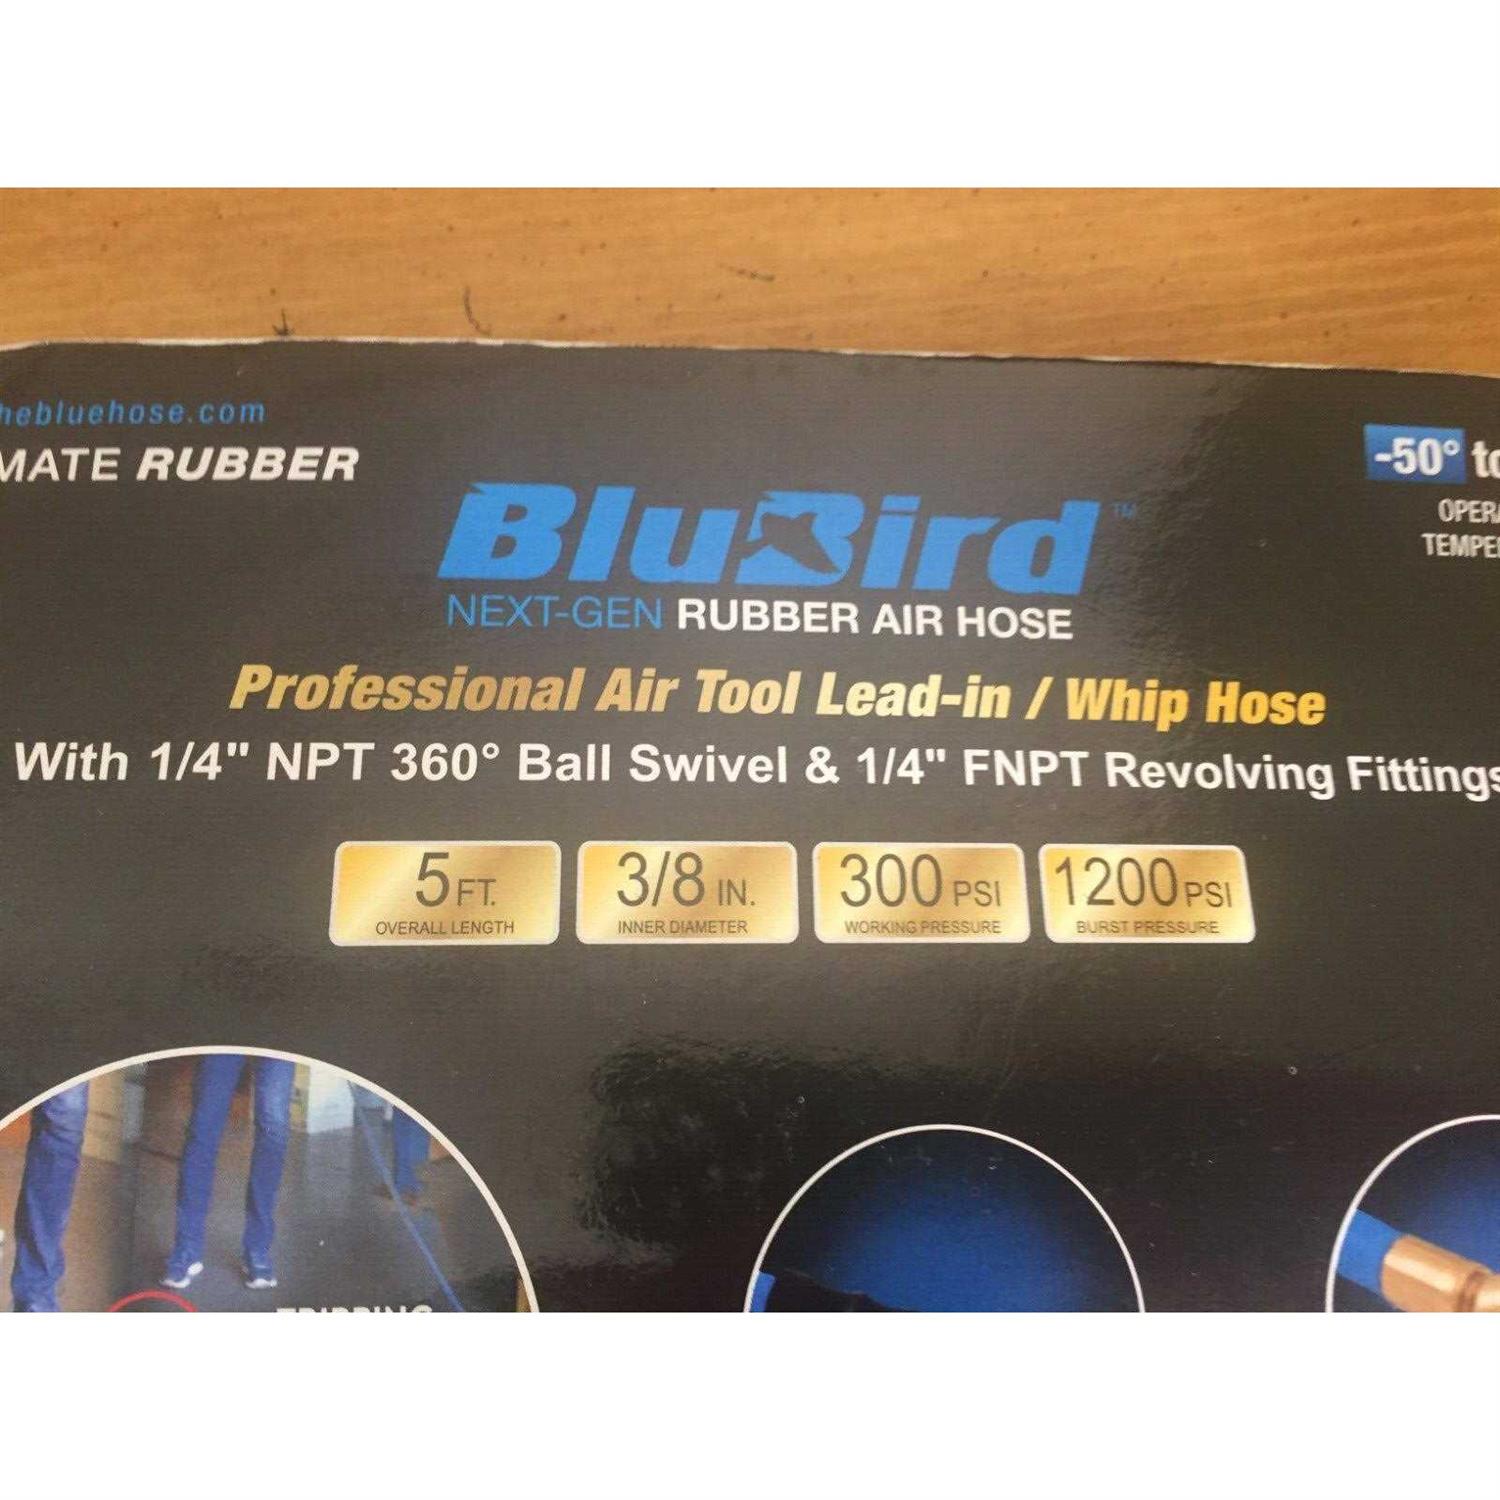 hebluehose.com
MATE RUBBER
-50° to
OPERA
TEMPE
BluBird™
NEXT-GEN RUBBER AIR HOSE
Professional Air Tool Lead-in / Whip Hose
With 1/4" NPT 360° Ball Swivel & 1/4" FNPT Revolving Fittings
5 FT. 3/8 IN. 300 PSI 1200 PSI
OVERALL LENGTH INNER DIAMETER WORKING PRESSURE BURST PRESSURE
TRIPPING